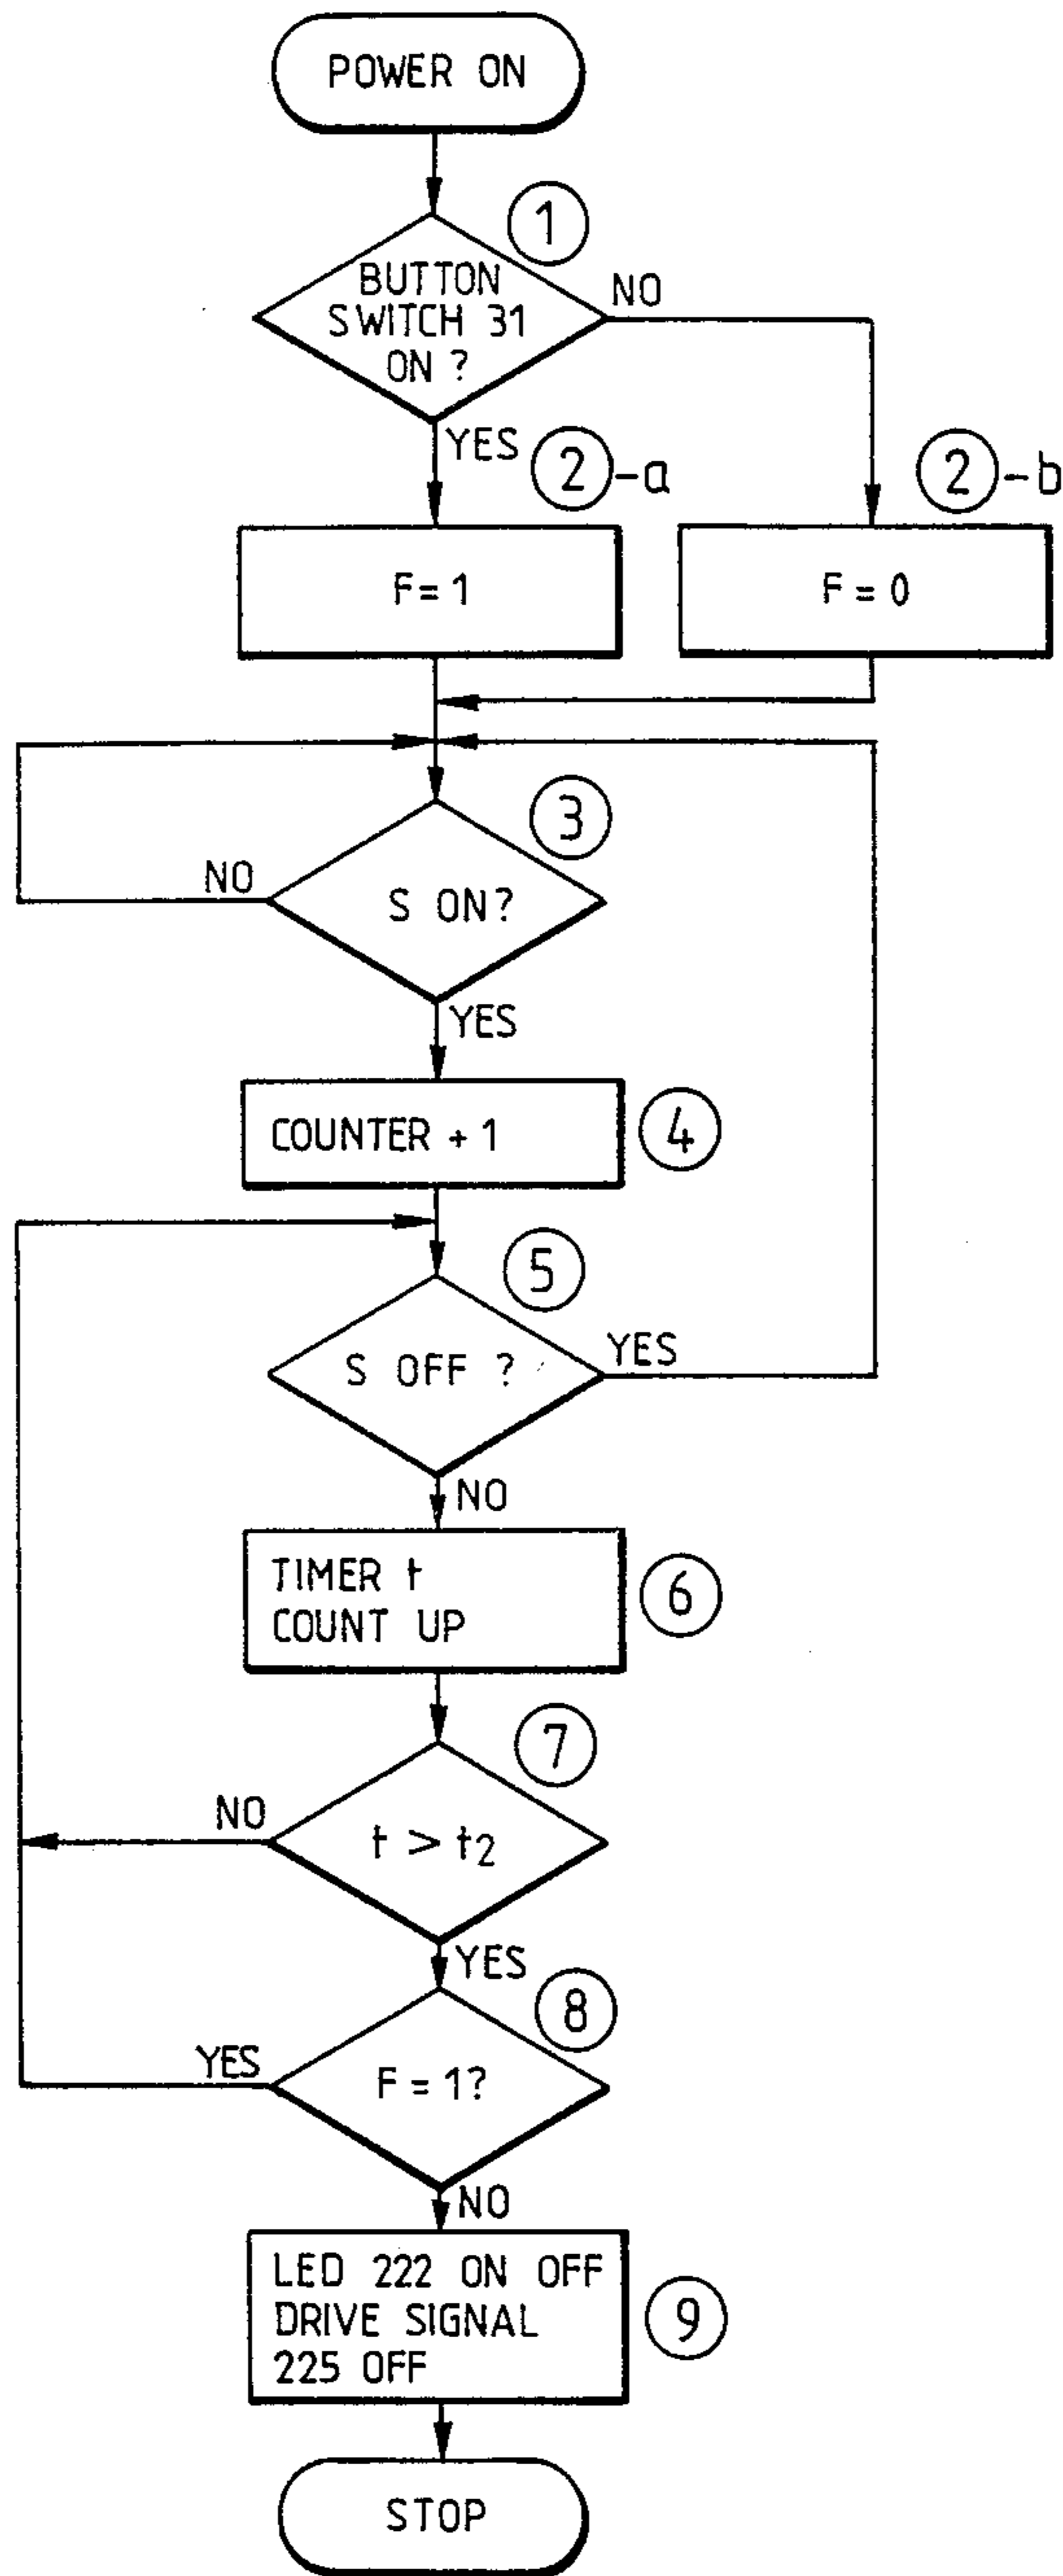 POWER ON
1
BUTTON
SWITCH 31
ON ?
NO
YES
2-a
2-b
F= 1
F = 0
3
NO
S ON?
YES
COUNTER + 1
4
5
S OFF ?
YES
NO
TIMER t
COUNT UP
6
7
NO
t > t2
YES
8
YES
F = 1?
NO
LED 222 ON OFF
DRIVE SIGNAL
225 OFF
9
STOP